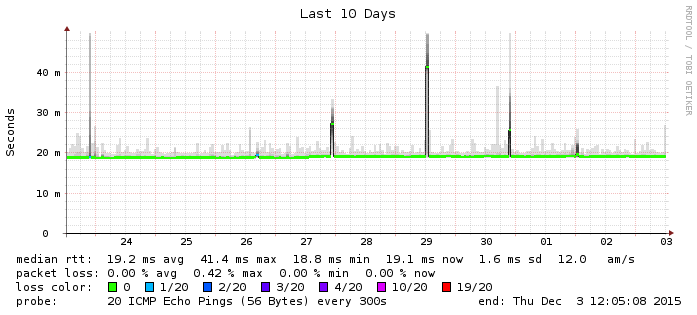 Last 10 Days
RRDTOOL / TOBI OETIKER
Seconds
40 m
30 m
20 m
10 m
0
24 25 26 27 28 29 30 01 02 03
median rtt: 19.2 ms avg 41.4 ms max 18.8 ms min 19.1 ms now 1.6 ms sd 12.0 am/s
packet loss: 0.00 % avg 0.42 % max 0.00 % min 0.00 % now
loss color: 0 1/20 2/20 3/20 4/20 10/20 19/20
probe: 20 ICMP Echo Pings (56 Bytes) every 300s end: Thu Dec 3 12:05:08 2015